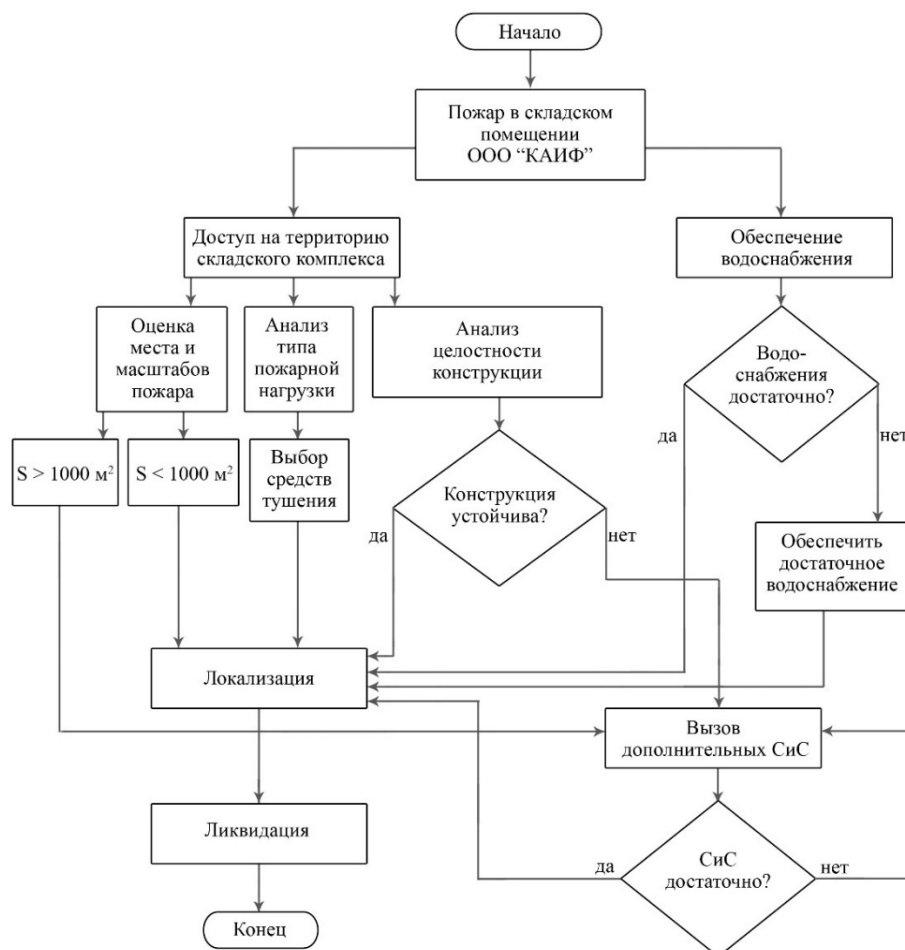 Начало
Пожар в складском
помещении
ООО “КАИФ”
Доступ на территорию
складского комплекса
Обеспечение
водоснабжения
Оценка
места и
масштабов
пожара
Анализ
типа
пожарной
нагрузки
Анализ
целостности
конструкции
Водо-
снабжения
достаточно?
да
нет
S > 1000 м²
S < 1000 м²
Выбор
средств
тушения
Конструкция
устойчива?
да
нет
Обеспечить
достаточное
водоснабжение
Локализация
Вызов
дополнительных СиС
Ликвидация
СиС
достаточно?
да
нет
Конец